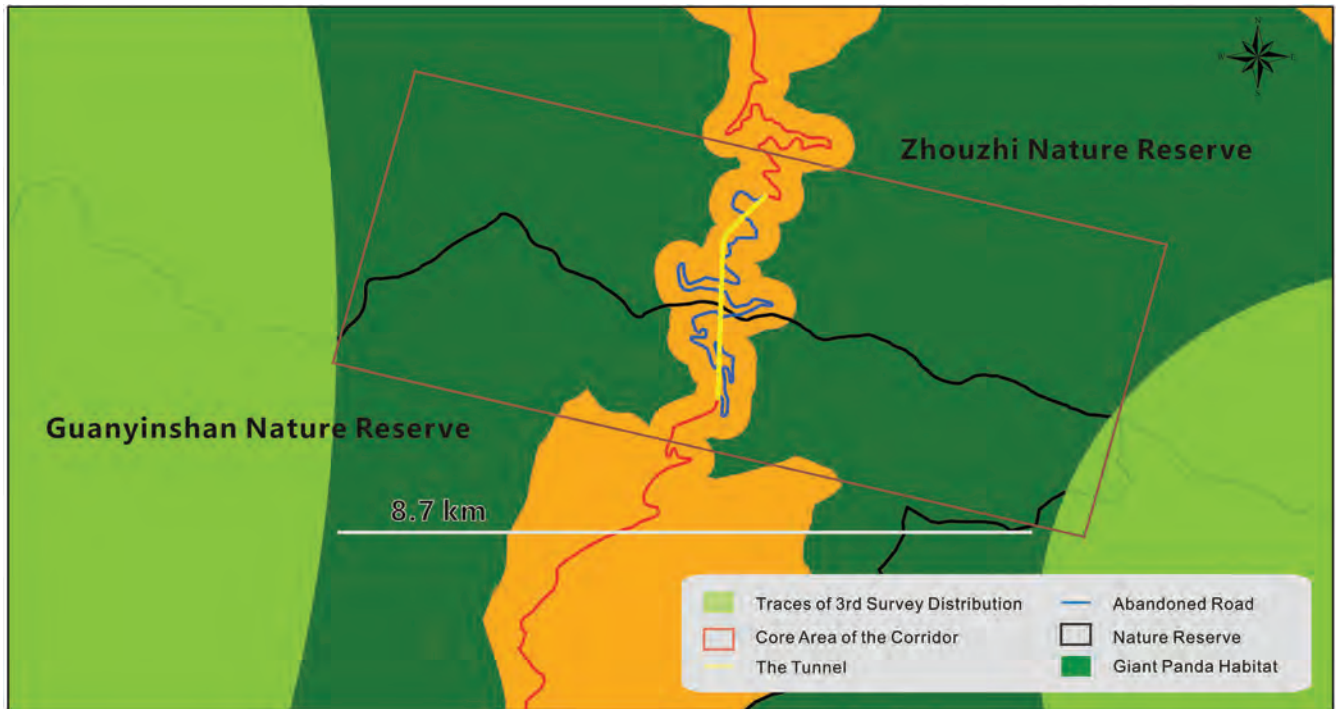 N
Zhouzhi Nature Reserve
Guanyinshan Nature Reserve
8.7 km
Traces of 3rd Survey Distribution
Abandoned Road
Core Area of the Corridor
Nature Reserve
The Tunnel
Giant Panda Habitat